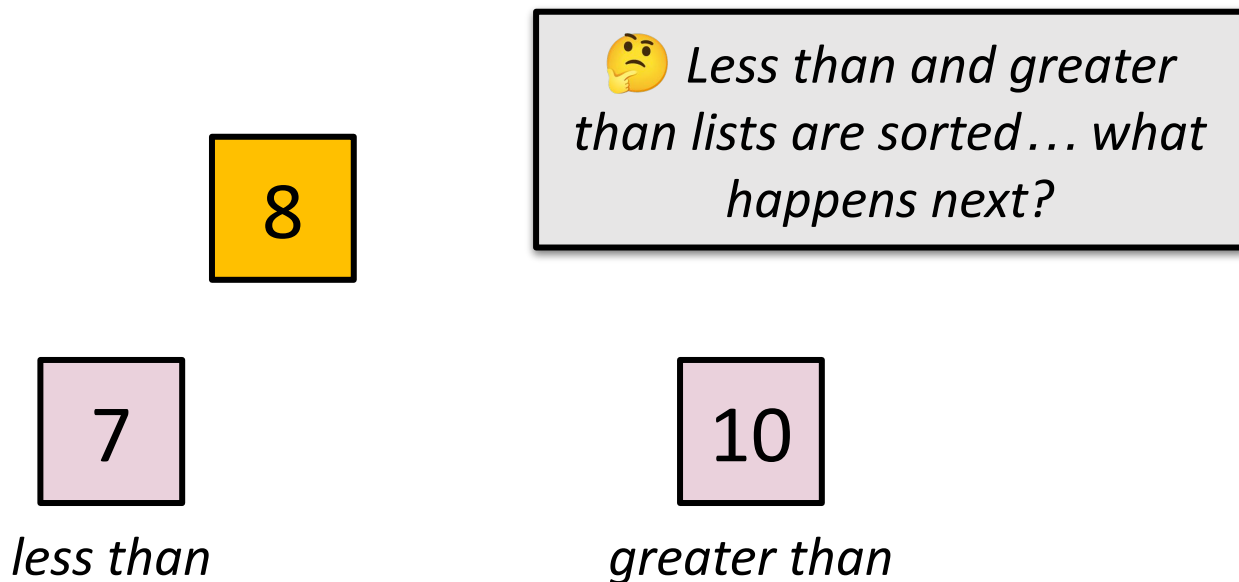 🤔 Less than and greater
than lists are sorted… what
happens next?
8
7
10
less than
greater than